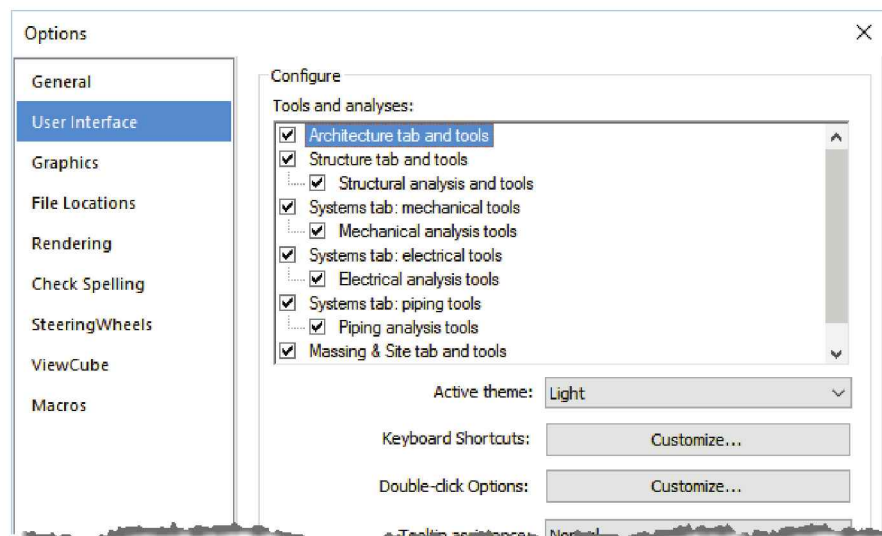 Options
General
User Interface
Graphics
File Locations
Rendering
Check Spelling
SteeringWheels
ViewCube
Macros
Configure
Tools and analyses:
Architecture tab and tools
Structure tab and tools
Structural analysis and tools
Systems tab: mechanical tools
Mechanical analysis tools
Systems tab: electrical tools
Electrical analysis tools
Systems tab: piping tools
Piping analysis tools
Massing & Site tab and tools
Active theme: Light
Keyboard Shortcuts: Customize...
Double-click Options: Customize...
Tooltip assistance: Normal